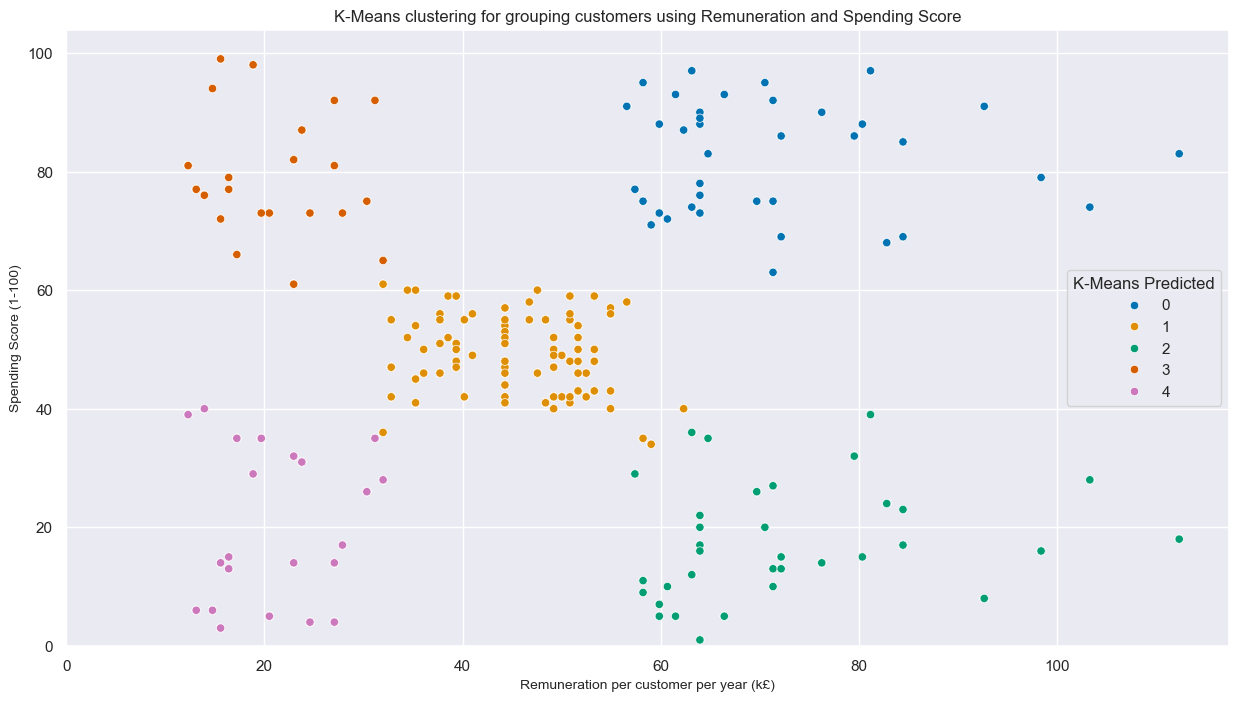 K-Means clustering for grouping customers using Remuneration and Spending Score
100
80
60
40
20
0
Spending Score (1-100)
K-Means Predicted
0
1
2
3
4
0 20 40 60 80 100
Remuneration per customer per year (k£)